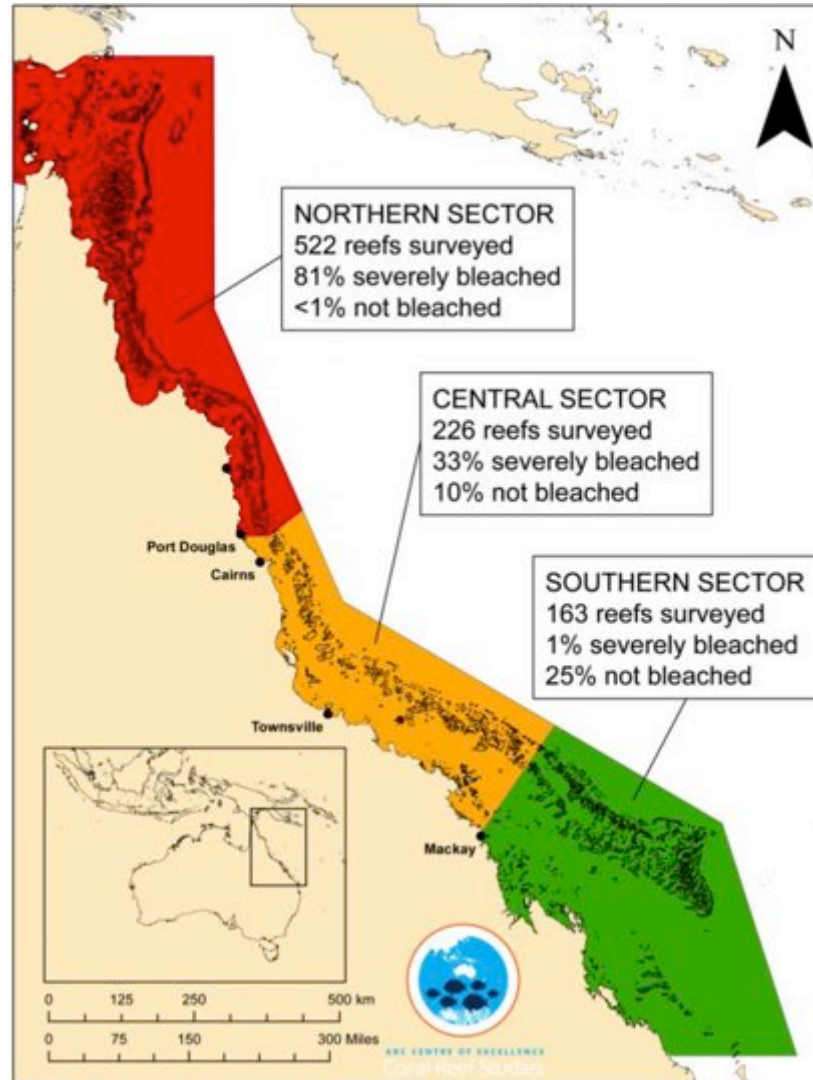 N
NORTHERN SECTOR
522 reefs surveyed
81% severely bleached
<1% not bleached
CENTRAL SECTOR
226 reefs surveyed
33% severely bleached
10% not bleached
SOUTHERN SECTOR
163 reefs surveyed
1% severely bleached
25% not bleached
Port Douglas
Cairns
Townsville
Mackay
0 125 250 500 km
0 75 150 300 Miles
ARC CENTRE OF EXCELLENCE
Coral Reef Studies